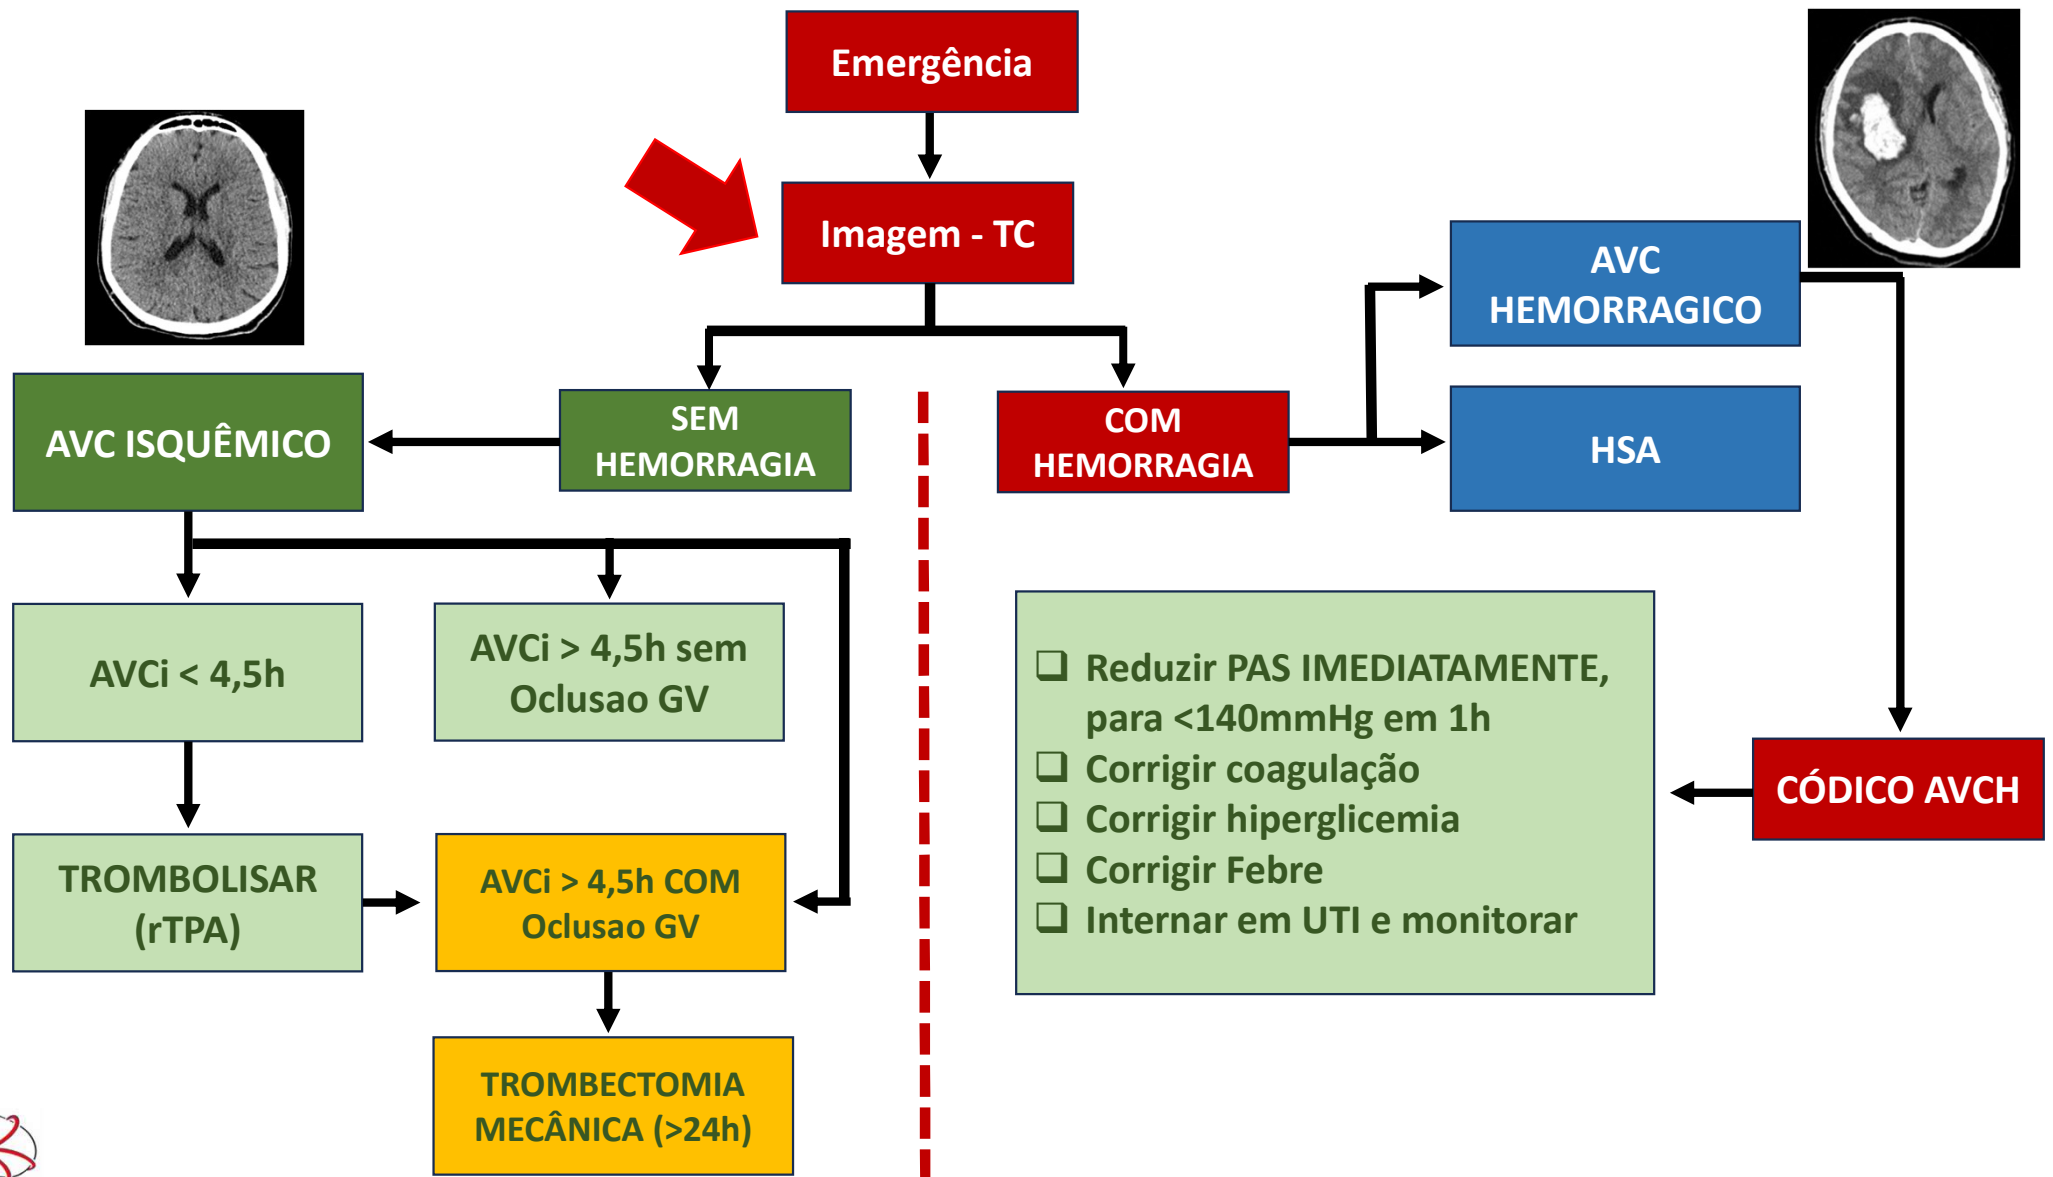 Emergência
Imagem - TC
AVC
HEMORRAGICO
SEM
HEMORRAGIA
COM
HEMORRAGIA
AVC ISQUÊMICO
HSA
AVCi < 4,5h
AVCi > 4,5h sem
Oclusao GV
❑ Reduzir PAS IMEDIATAMENTE,
para <140mmHg em 1h
❑ Corrigir coagulação
❑ Corrigir hiperglicemia
❑ Corrigir Febre
❑ Internar em UTI e monitorar
CÓDICO AVCH
TROMBOLISAR
(rTPA)
AVCi > 4,5h COM
Oclusao GV
TROMBECTOMIA
MECÂNICA (>24h)